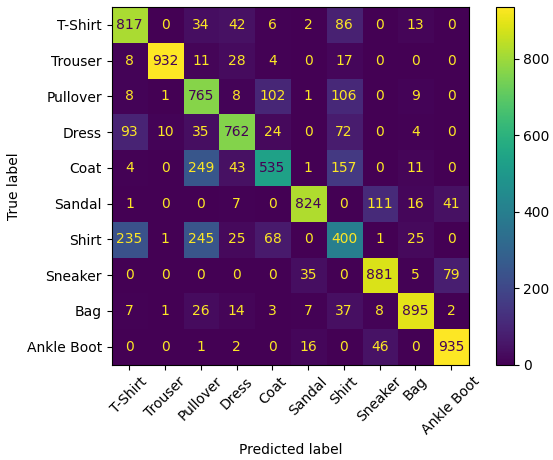 T-Shirt 817 0 34 42 6 2 86 0 13 0
Trouser 8 932 11 28 4 0 17 0 0 0
Pullover 8 1 765 8 102 1 106 0 9 0
Dress 93 10 35 762 24 0 72 0 4 0
Coat 4 0 249 43 535 1 157 0 11 0
Sandal 1 0 0 7 0 824 0 111 16 41
Shirt 235 1 245 25 68 0 400 1 25 0
Sneaker 0 0 0 0 0 35 0 881 5 79
Bag 7 1 26 14 3 7 37 8 895 2
Ankle Boot 0 0 1 2 0 16 0 46 0 935
True label
T-Shirt Trouser Pullover Dress Coat Sandal Shirt Sneaker Bag Ankle Boot
Predicted label
800
600
400
200
0